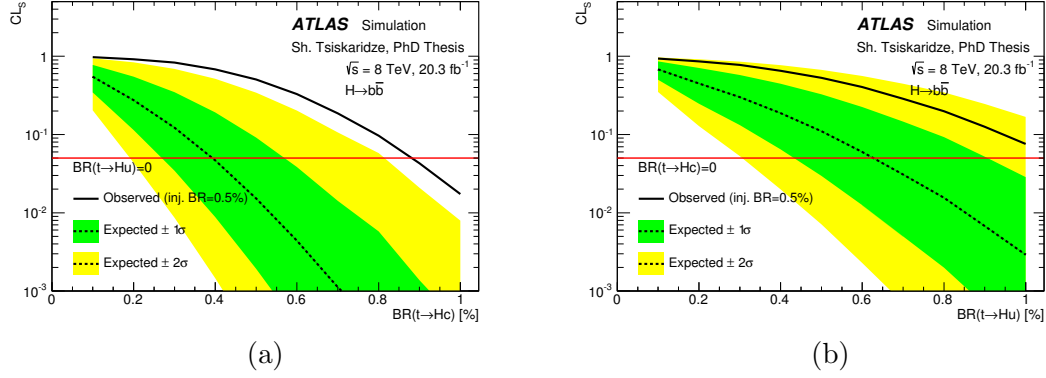 CLs
ATLAS Simulation
Sh. Tsiskaridze, PhD Thesis
√s = 8 TeV, 20.3 fb⁻¹
H→bb̅
1
10⁻¹
10⁻²
10⁻³
BR(t→Hu)=0
Observed (inj. BR=0.5%)
Expected ± 1σ
Expected ± 2σ
0 0.2 0.4 0.6 0.8 1
BR(t→Hc) [%]
(a)
CLs
ATLAS Simulation
Sh. Tsiskaridze, PhD Thesis
√s = 8 TeV, 20.3 fb⁻¹
H→bb̅
1
10⁻¹
10⁻²
10⁻³
BR(t→Hc)=0
Observed (inj. BR=0.5%)
Expected ± 1σ
Expected ± 2σ
0 0.2 0.4 0.6 0.8 1
BR(t→Hu) [%]
(b)